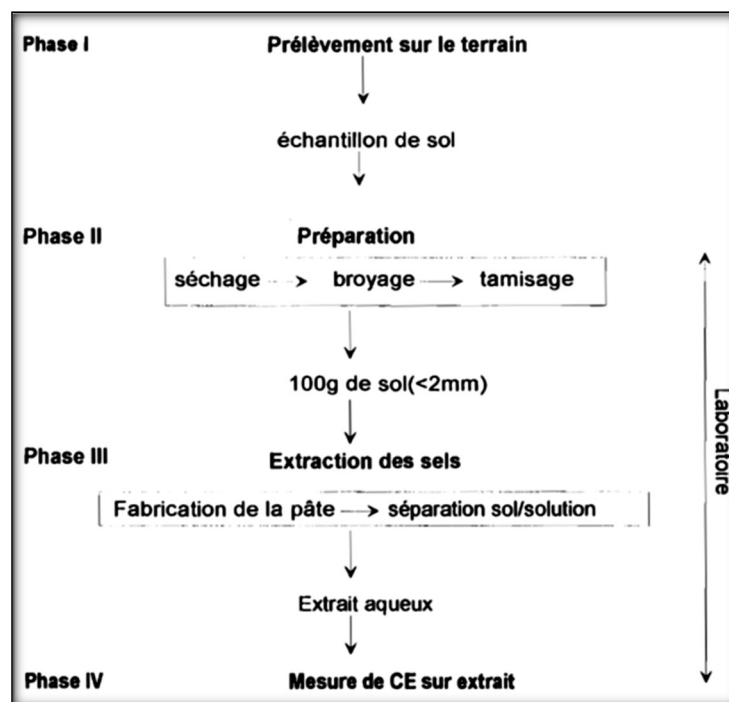 Phase I Prélèvement sur le terrain
échantillon de sol
Phase II Préparation
séchage broyage tamisage
100g de sol(<2mm)
Phase III Extraction des sels
Fabrication de la pâte séparation sol/solution
Extrait aqueux
Phase IV Mesure de CE sur extrait
Laboratoire